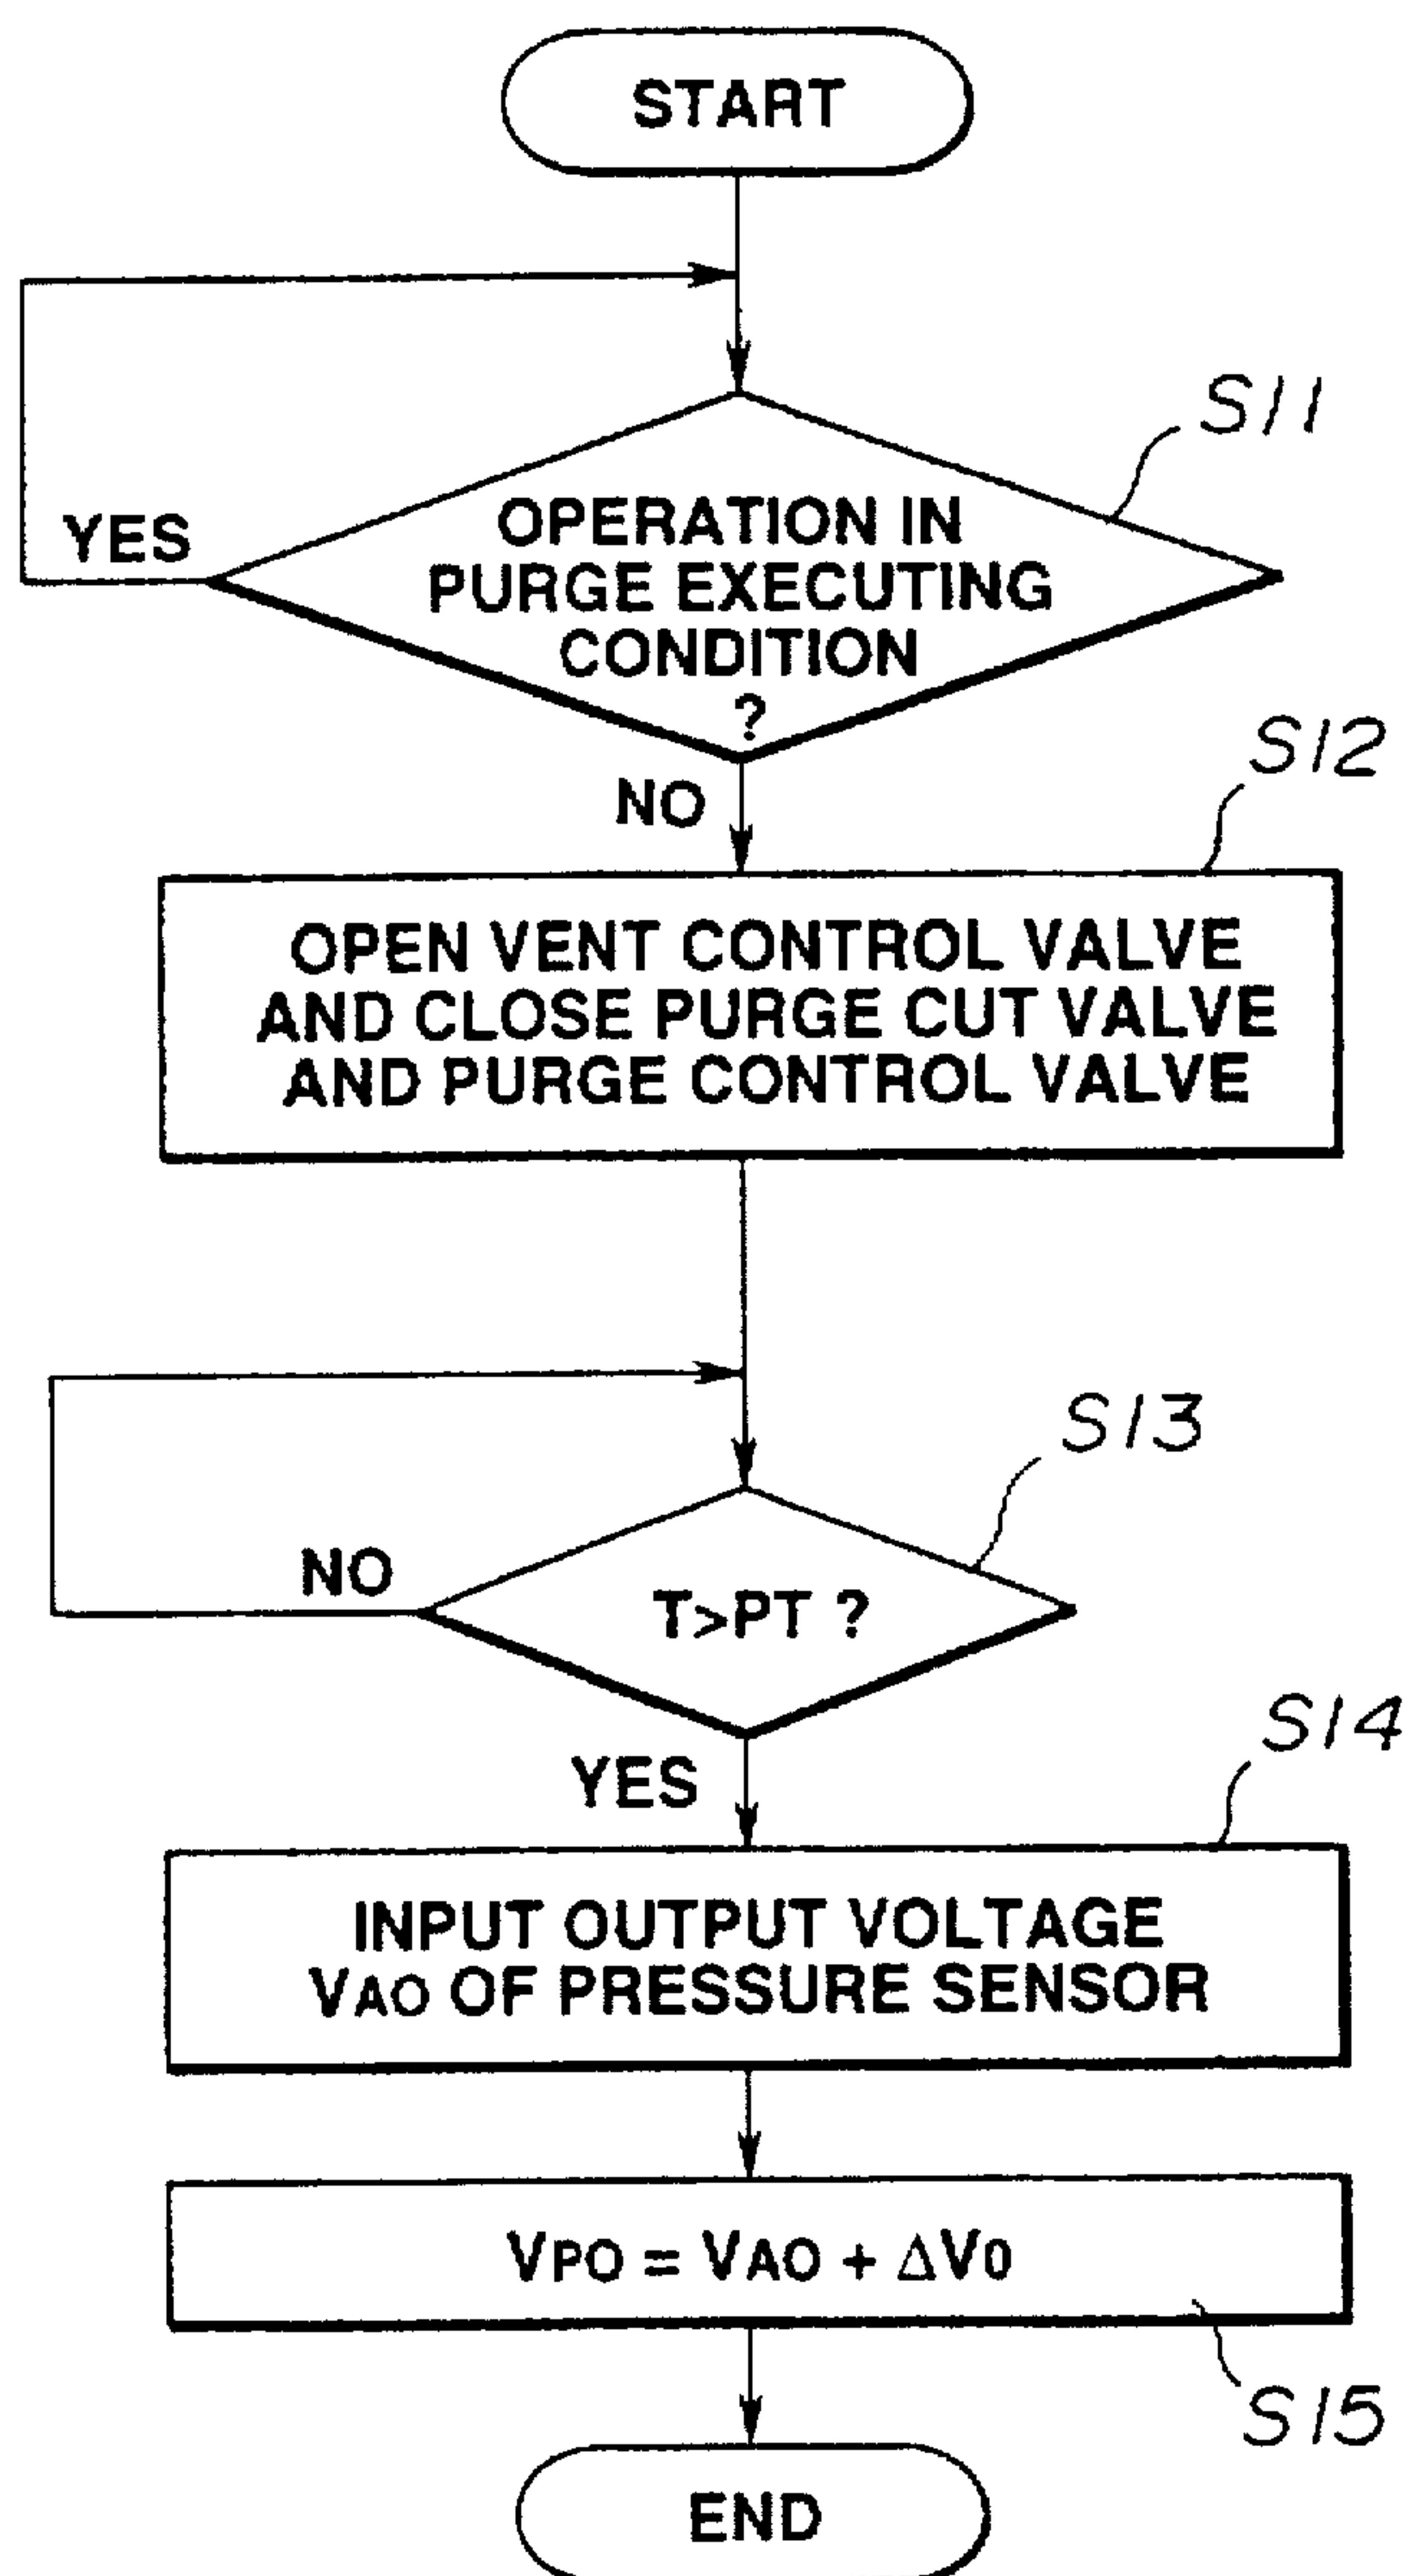 START
S11
YES
OPERATION IN
PURGE EXECUTING
CONDITION
?
S12
NO
OPEN VENT CONTROL VALVE
AND CLOSE PURGE CUT VALVE
AND PURGE CONTROL VALVE
S13
NO
T>PT ?
S14
YES
INPUT OUTPUT VOLTAGE
VAO OF PRESSURE SENSOR
VPO = VAO + ΔV0
S15
END